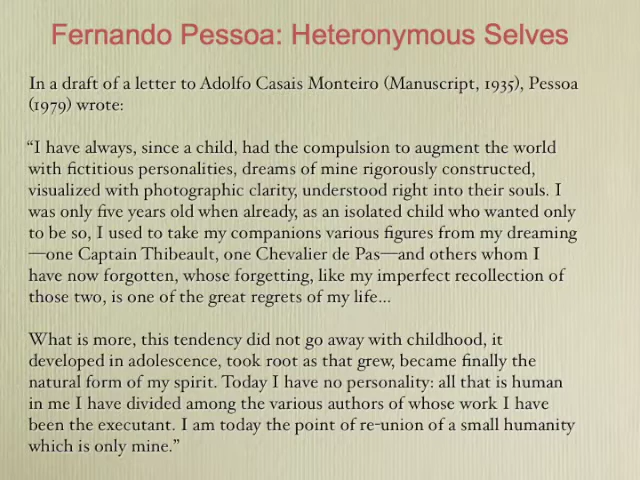 Fernando Pessoa: Heteronymous Selves
In a draft of a letter to Adolfo Casais Monteiro (Manuscript, 1935), Pessoa
(1979) wrote:
“I have always, since a child, had the compulsion to augment the world
with fictitious personalities, dreams of mine rigorously constructed,
visualized with photographic clarity, understood right into their souls. I
was only five years old when already, as an isolated child who wanted only
to be so, I used to take my companions various figures from my dreaming
—one Captain Thibeault, one Chevalier de Pas—and others whom I
have now forgotten, whose forgetting, like my imperfect recollection of
those two, is one of the great regrets of my life...
What is more, this tendency did not go away with childhood, it
developed in adolescence, took root as that grew, became finally the
natural form of my spirit. Today I have no personality: all that is human
in me I have divided among the various authors of whose work I have
been the executant. I am today the point of re-union of a small humanity
which is only mine.”